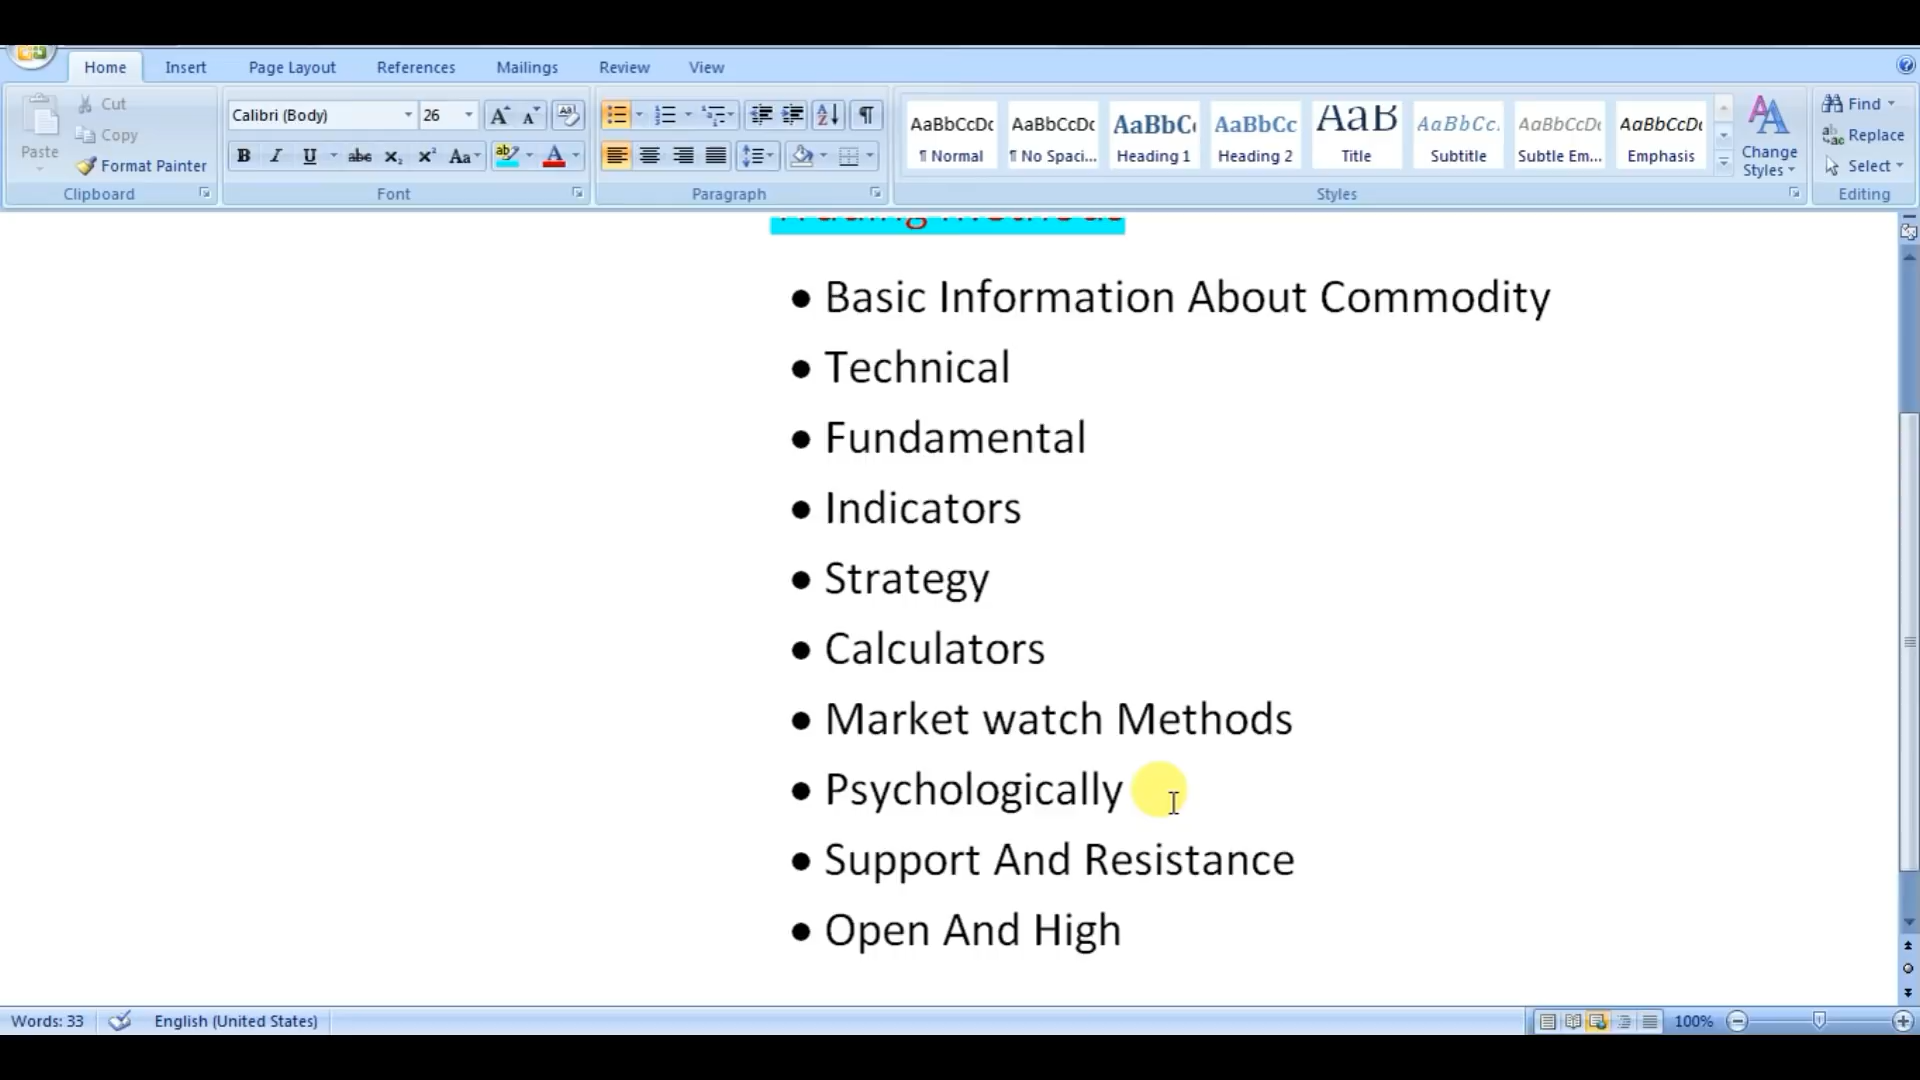 Home Insert Page Layout References Mailings Review View
Cut
Copy
Paste
Format Painter
Clipboard
Calibri (Body) 26
Font
Paragraph
AaBbCcDc AaBbCcDc AaBbC AaBbCc AaB AaBbCc. AaBbCcDc AaBbCcDc
¶ Normal ¶ No Spaci... Heading 1 Heading 2 Title Subtitle Subtle Em... Emphasis
Change
Styles
Styles
Find
Replace
Select
Editing
• Basic Information About Commodity
• Technical
• Fundamental
• Indicators
• Strategy
• Calculators
• Market watch Methods
• Psychologically
• Support And Resistance
• Open And High
Words: 33 English (United States) 100%